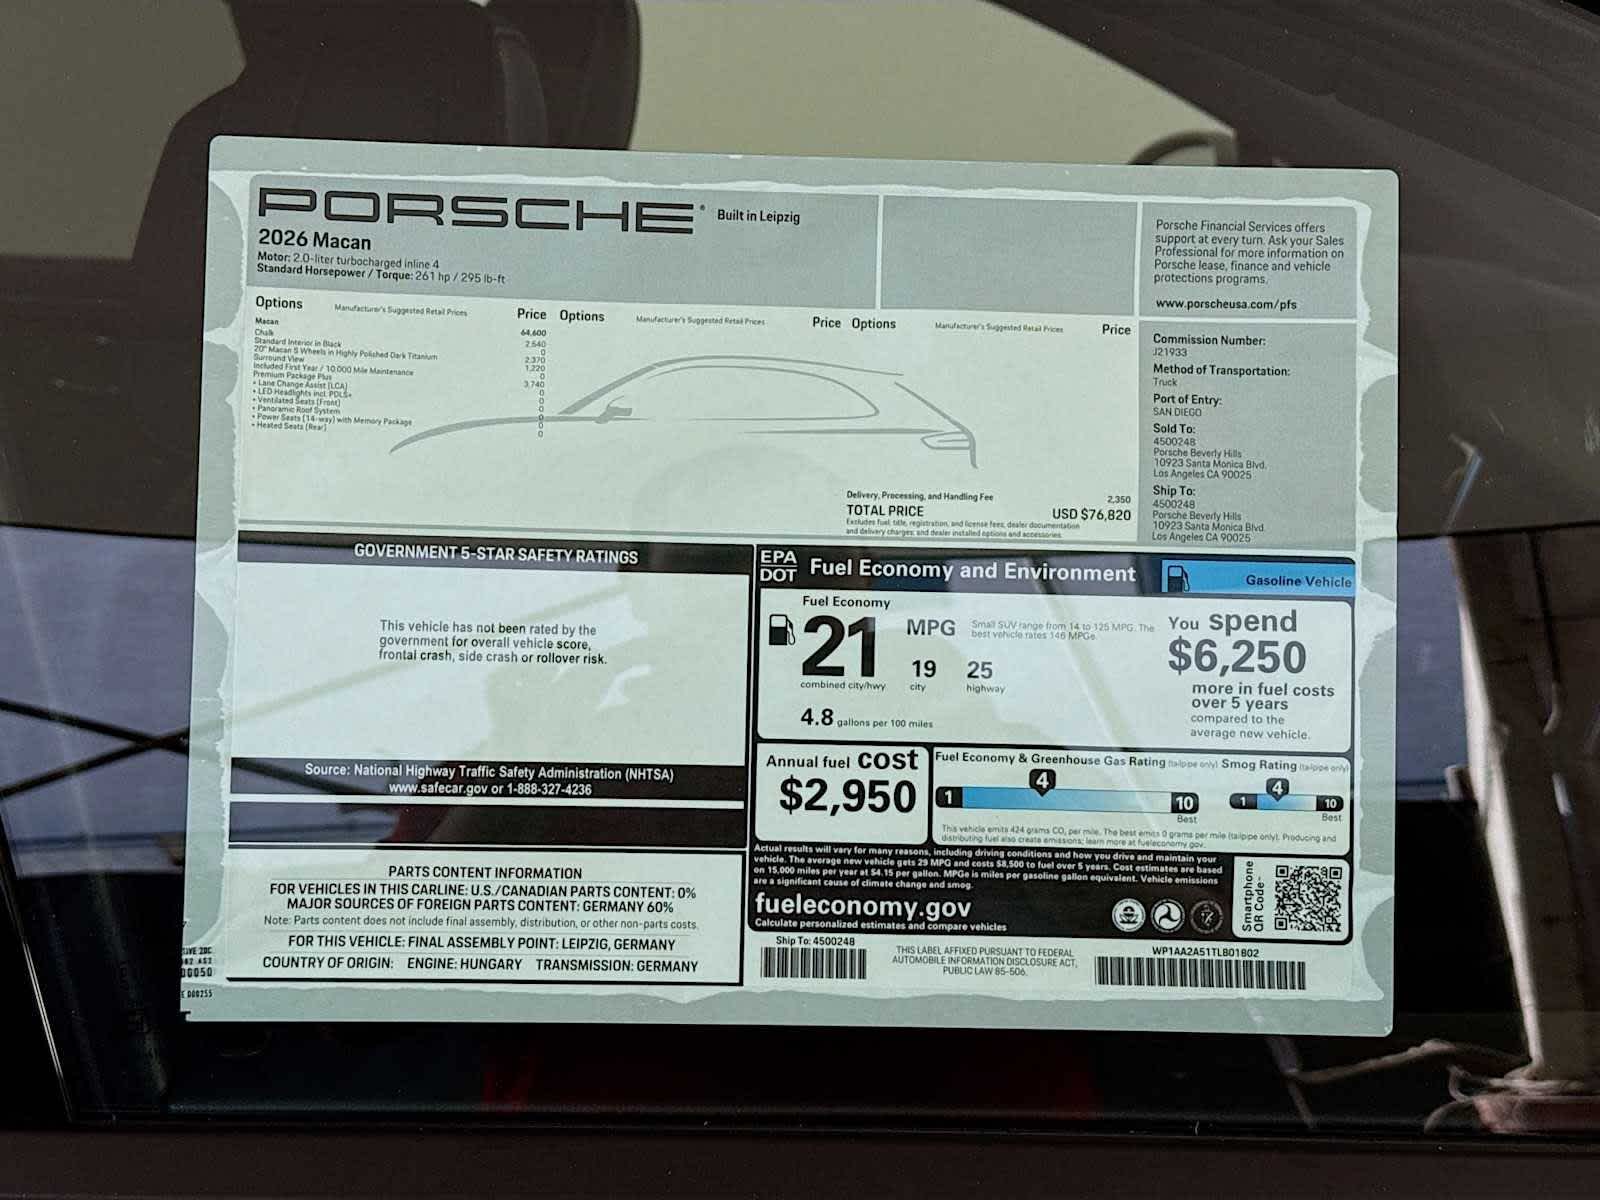 PORSCHE® Built in Leipzig
2026 Macan
Motor: 2.0-liter turbocharged inline 4
Standard Horsepower / Torque: 261 hp / 295 lb-ft
Porsche Financial Services offers
support at every turn. Ask your Sales
Professional for more information on
Porsche lease, finance and vehicle
protections programs.
www.porscheusa.com/pfs
Options Manufacturer's Suggested Retail Prices Price Options Manufacturer's Suggested Retail Prices Price Options Manufacturer's Suggested Retail Prices Price
Macan 64,600
Chalk 2,540
Standard Interior in Black 0
20" Macan S Wheels in Highly Polished Dark Titanium 2,370
Surround View 1,220
Included First Year / 10,000 Mile Maintenance 0
Premium Package Plus 3,740
• Lane Change Assist (LCA) 0
• LED Headlights incl. PDLS+ 0
• Ventilated Seats (Front) 0
• Panoramic Roof System 0
• Power Seats (14-way) with Memory Package 0
• Heated Seats (Rear) 0
Delivery, Processing, and Handling Fee 2,350
TOTAL PRICE USD $76,820
Excludes fuel, title, registration, and license fees, dealer documentation
and delivery charges; and dealer installed options and accessories.
Commission Number:
J21933
Method of Transportation:
Truck
Port of Entry:
SAN DIEGO
Sold To:
4500248
Porsche Beverly Hills
10923 Santa Monica Blvd.
Los Angeles CA 90025
Ship To:
4500248
Porsche Beverly Hills
10923 Santa Monica Blvd.
Los Angeles CA 90025
GOVERNMENT 5-STAR SAFETY RATINGS
This vehicle has not been rated by the
government for overall vehicle score,
frontal crash, side crash or rollover risk.
Source: National Highway Traffic Safety Administration (NHTSA)
www.safecar.gov or 1-888-327-4236
PARTS CONTENT INFORMATION
FOR VEHICLES IN THIS CARLINE: U.S./CANADIAN PARTS CONTENT: 0%
MAJOR SOURCES OF FOREIGN PARTS CONTENT: GERMANY 60%
Note: Parts content does not include final assembly, distribution, or other non-parts costs.
FOR THIS VEHICLE: FINAL ASSEMBLY POINT: LEIPZIG, GERMANY
COUNTRY OF ORIGIN: ENGINE: HUNGARY TRANSMISSION: GERMANY
EPA
DOT
Fuel Economy and Environment
Gasoline Vehicle
Fuel Economy
21 MPG
Small SUV range from 14 to 125 MPG. The
best vehicle rates 146 MPGe.
19 25
combined city/hwy city highway
4.8 gallons per 100 miles
You spend
$6,250
more in fuel costs
over 5 years
compared to the
average new vehicle.
Annual fuel cost
$2,950
Fuel Economy & Greenhouse Gas Rating (tailpipe only) Smog Rating (tailpipe only)
4 4
1 10 1 10
Best Best
This vehicle emits 424 grams CO₂ per mile. The best emits 0 grams per mile (tailpipe only). Producing and
distributing fuel also create emissions; learn more at fueleconomy.gov.
Actual results will vary for many reasons, including driving conditions and how you drive and maintain your
vehicle. The average new vehicle gets 29 MPG and costs $8,500 to fuel over 5 years. Cost estimates are based
on 15,000 miles per year at $4.15 per gallon. MPGe is miles per gasoline gallon equivalent. Vehicle emissions
are a significant cause of climate change and smog.
fueleconomy.gov
Calculate personalized estimates and compare vehicles
Smartphone
QR Code™
Ship To: 4500248
THIS LABEL AFFIXED PURSUANT TO FEDERAL
AUTOMOBILE INFORMATION DISCLOSURE ACT,
PUBLIC LAW 85-506.
WP1AA2A51TLB01802